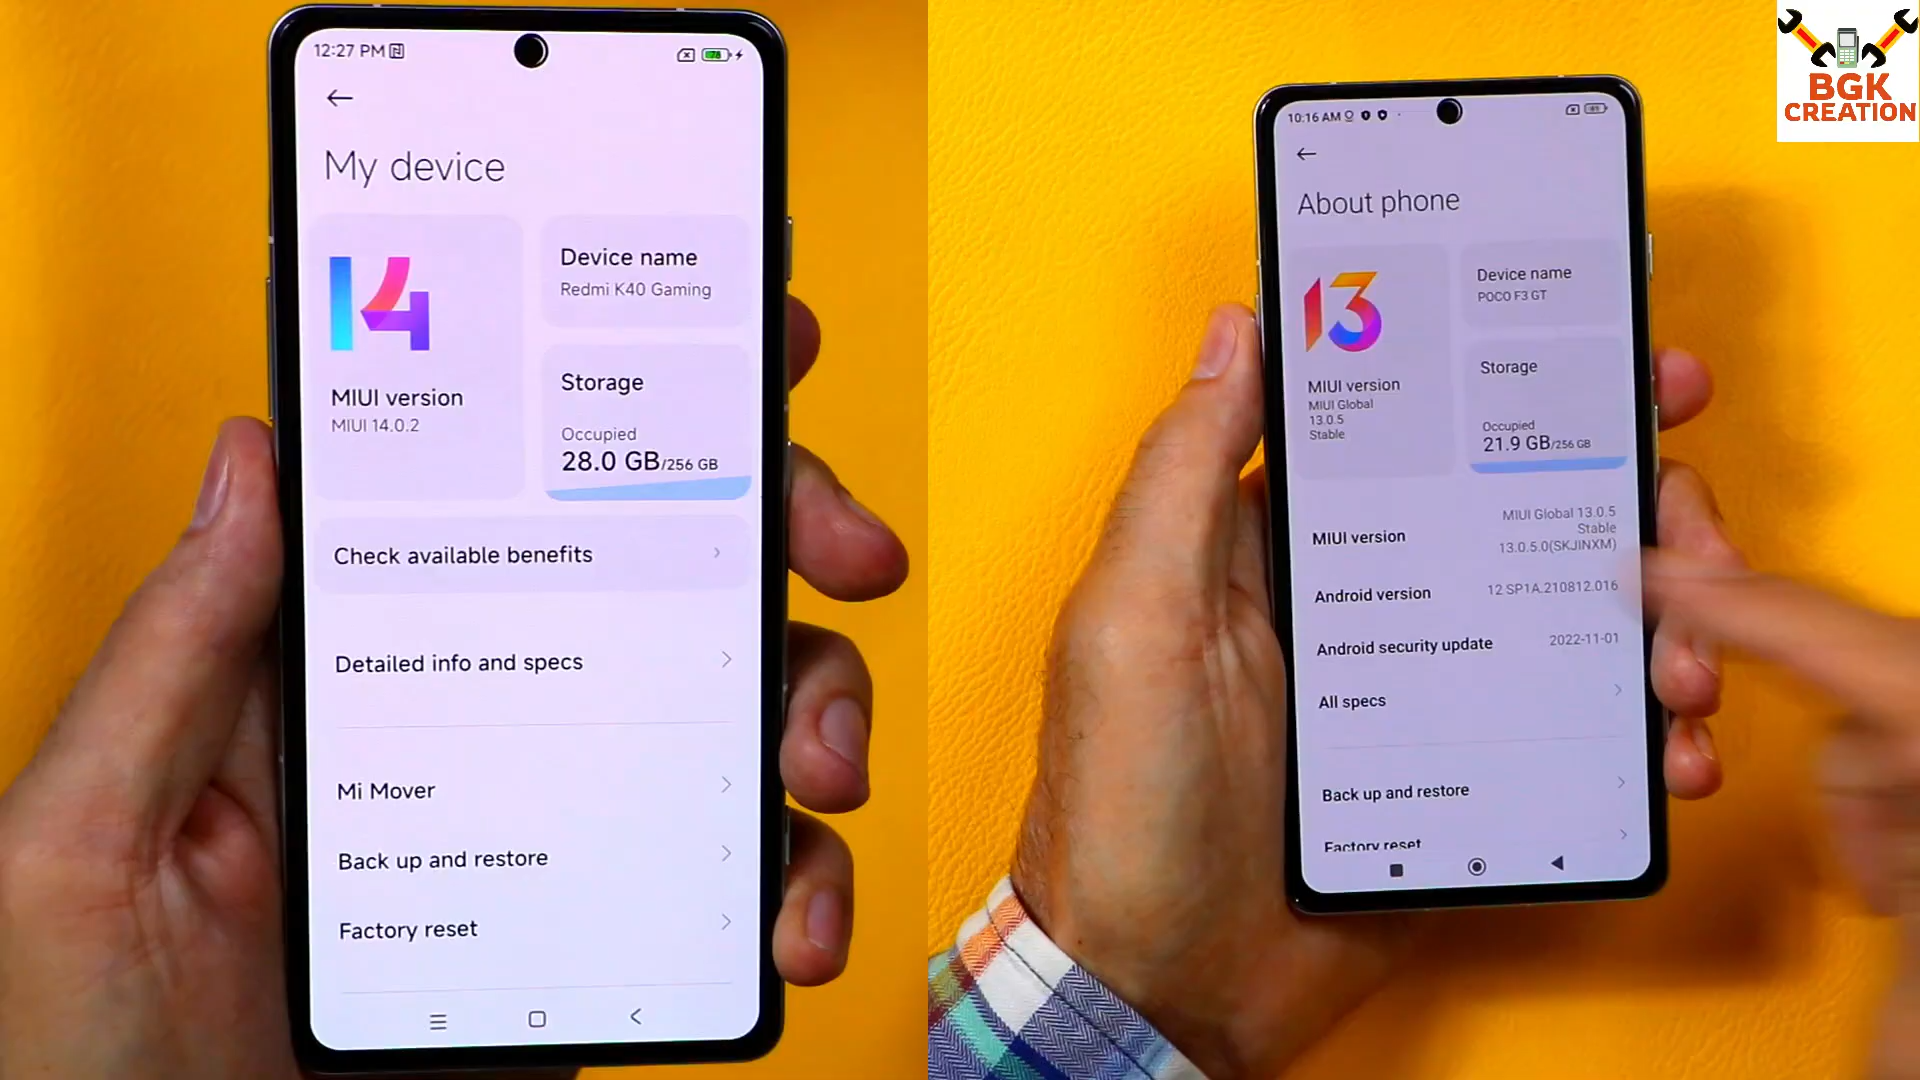 12:27 PM
78
My device
14
MIUI version
MIUI 14.0.2
Device name
Redmi K40 Gaming
Storage
Occupied
28.0 GB/256 GB
Check available benefits
Detailed info and specs
Mi Mover
Back up and restore
Factory reset
10:16 AM
About phone
13
MIUI version
MIUI Global
13.0.5
Stable
Device name
POCO F3 GT
Storage
Occupied
21.9 GB/256 GB
MIUI version
MIUI Global 13.0.5
Stable
13.0.5.0(SKJINXM)
Android version
12 SP1A.210812.016
Android security update
2022-11-01
All specs
Back up and restore
Factory reset
BGK
CREATION